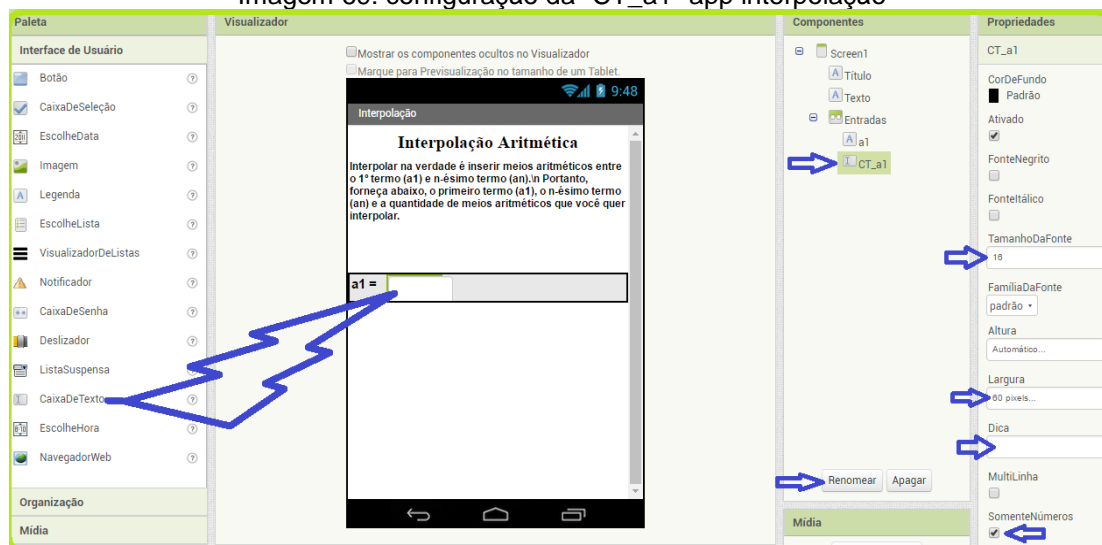 Imagem 60: configuração da "CT_a1" app interpolação
Paleta
Interface de Usuário
Botão
CaixaDeSeleção
EscolheData
Imagem
Legenda
EscolheLista
VisualizadorDeListas
Notificador
CaixaDeSenha
Deslizador
ListaSuspensa
CaixaDeTexto
EscolheHora
NavegadorWeb
Organização
Mídia
Visualizador
Mostrar os componentes ocultos no Visualizador
Marque para Previsualização no tamanho de um Tablet.
9:48
Interpolação
Interpolação Aritmética
Interpolar na verdade é inserir meios aritméticos entre
o 1º termo (a1) e n-ésimo termo (an).\n Portanto,
forneça abaixo, o primeiro termo (a1), o n-ésimo termo
(an) e a quantidade de meios aritméticos que você quer
interpolar.
a1 =
Componentes
Screen1
Título
Texto
Entradas
a1
CT_a1
Renomear Apagar
Mídia
Propriedades
CT_a1
CorDeFundo
Padrão
Ativado
FonteNegrito
FonteItálico
TamanhoDaFonte
16
FamíliaDaFonte
padrão
Altura
Automático...
Largura
60 pixels...
Dica
MultiLinha
SomenteNúmeros